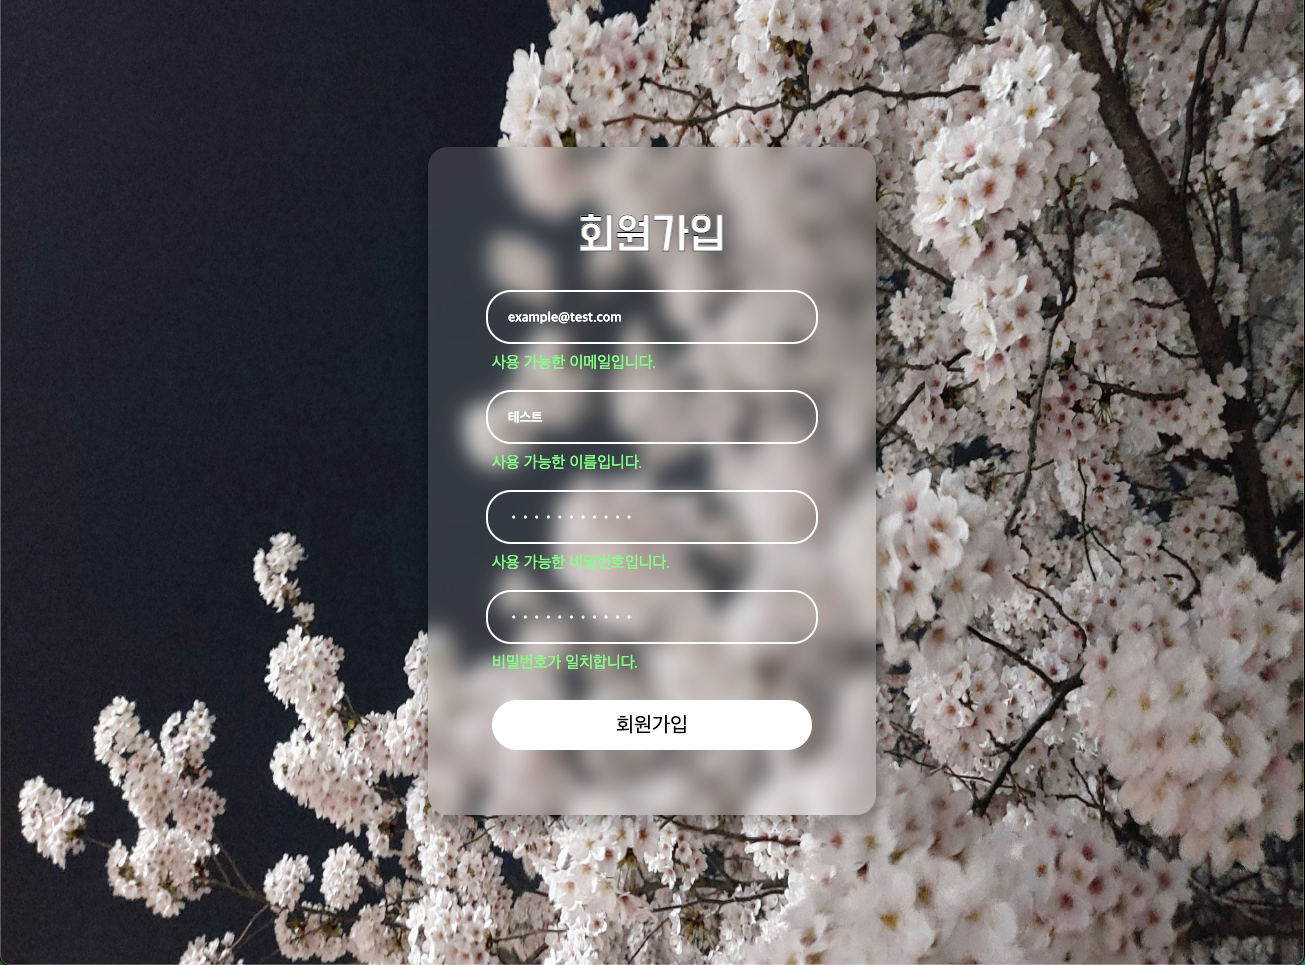 회원가입
example@test.com
사용 가능한 이메일입니다.
테스트
사용 가능한 이름입니다.
사용 가능한 비밀번호입니다.
비밀번호가 일치합니다.
회원가입